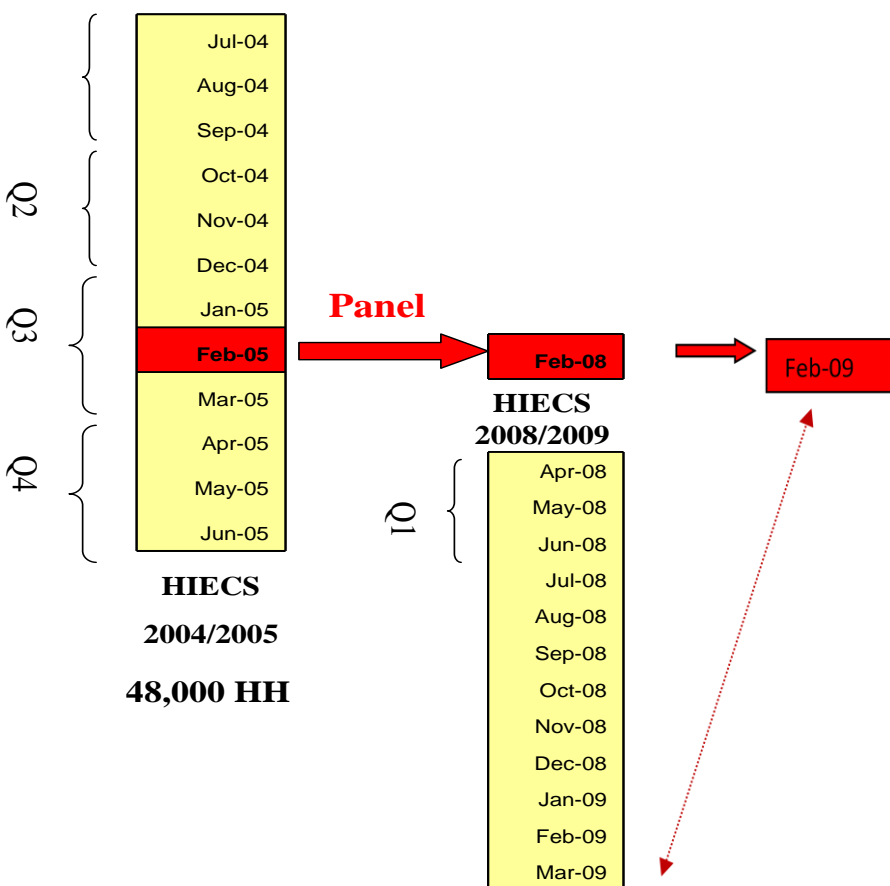 Jul-04
Aug-04
Sep-04
Q2
Oct-04
Nov-04
Dec-04
Q3
Jan-05
Feb-05
Mar-05
Q4
Apr-05
May-05
Jun-05
HIECS
2004/2005
48,000 HH
Panel
Feb-08
HIECS
2008/2009
Q1
Apr-08
May-08
Jun-08
Jul-08
Aug-08
Sep-08
Oct-08
Nov-08
Dec-08
Jan-09
Feb-09
Mar-09
Feb-09